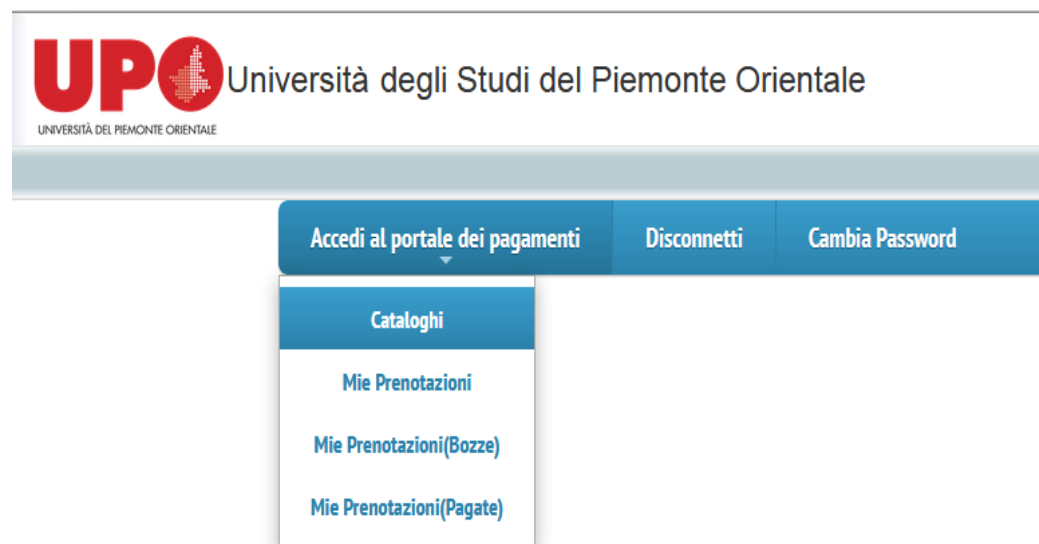 UPO
Università degli Studi del Piemonte Orientale
UNIVERSITÀ DEL PIEMONTE ORIENTALE
Accedi al portale dei pagamenti
Disconnetti
Cambia Password
Cataloghi
Mie Prenotazioni
Mie Prenotazioni(Bozze)
Mie Prenotazioni(Pagate)